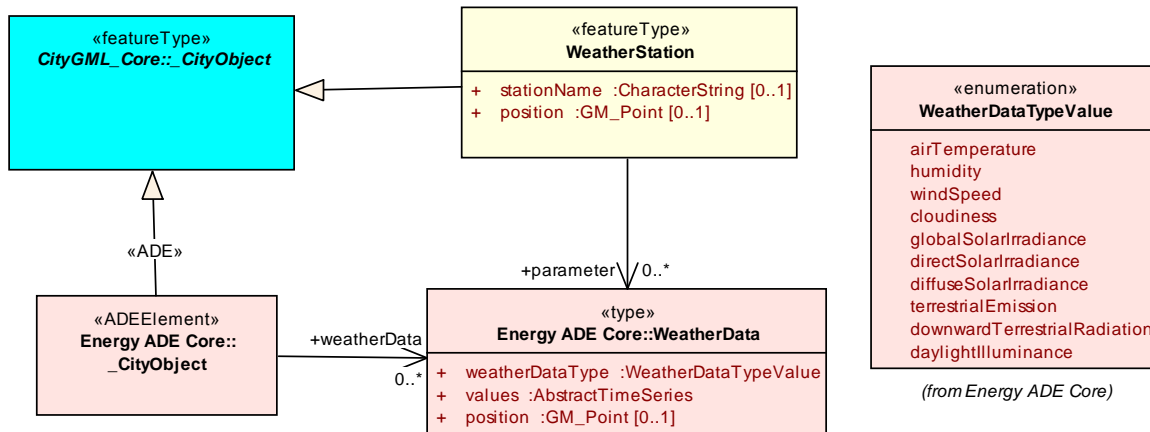 «featureType»
CityGML_Core::_CityObject
«featureType»
WeatherStation
+ stationName :CharacterString [0..1]
+ position :GM_Point [0..1]
«enumeration»
WeatherDataTypeValue
airTemperature
humidity
windSpeed
cloudiness
globalSolarIrradiance
directSolarIrradiance
diffuseSolarIrradiance
terrestrialEmission
downwardTerrestrialRadiation
daylightIlluminance
(from Energy ADE Core)
«ADE»
+parameter 0..*
«ADEElement»
Energy ADE Core::
_CityObject
+weatherData
0..*
«type»
Energy ADE Core::WeatherData
+ weatherDataType :WeatherDataTypeValue
+ values :AbstractTimeSeries
+ position :GM_Point [0..1]